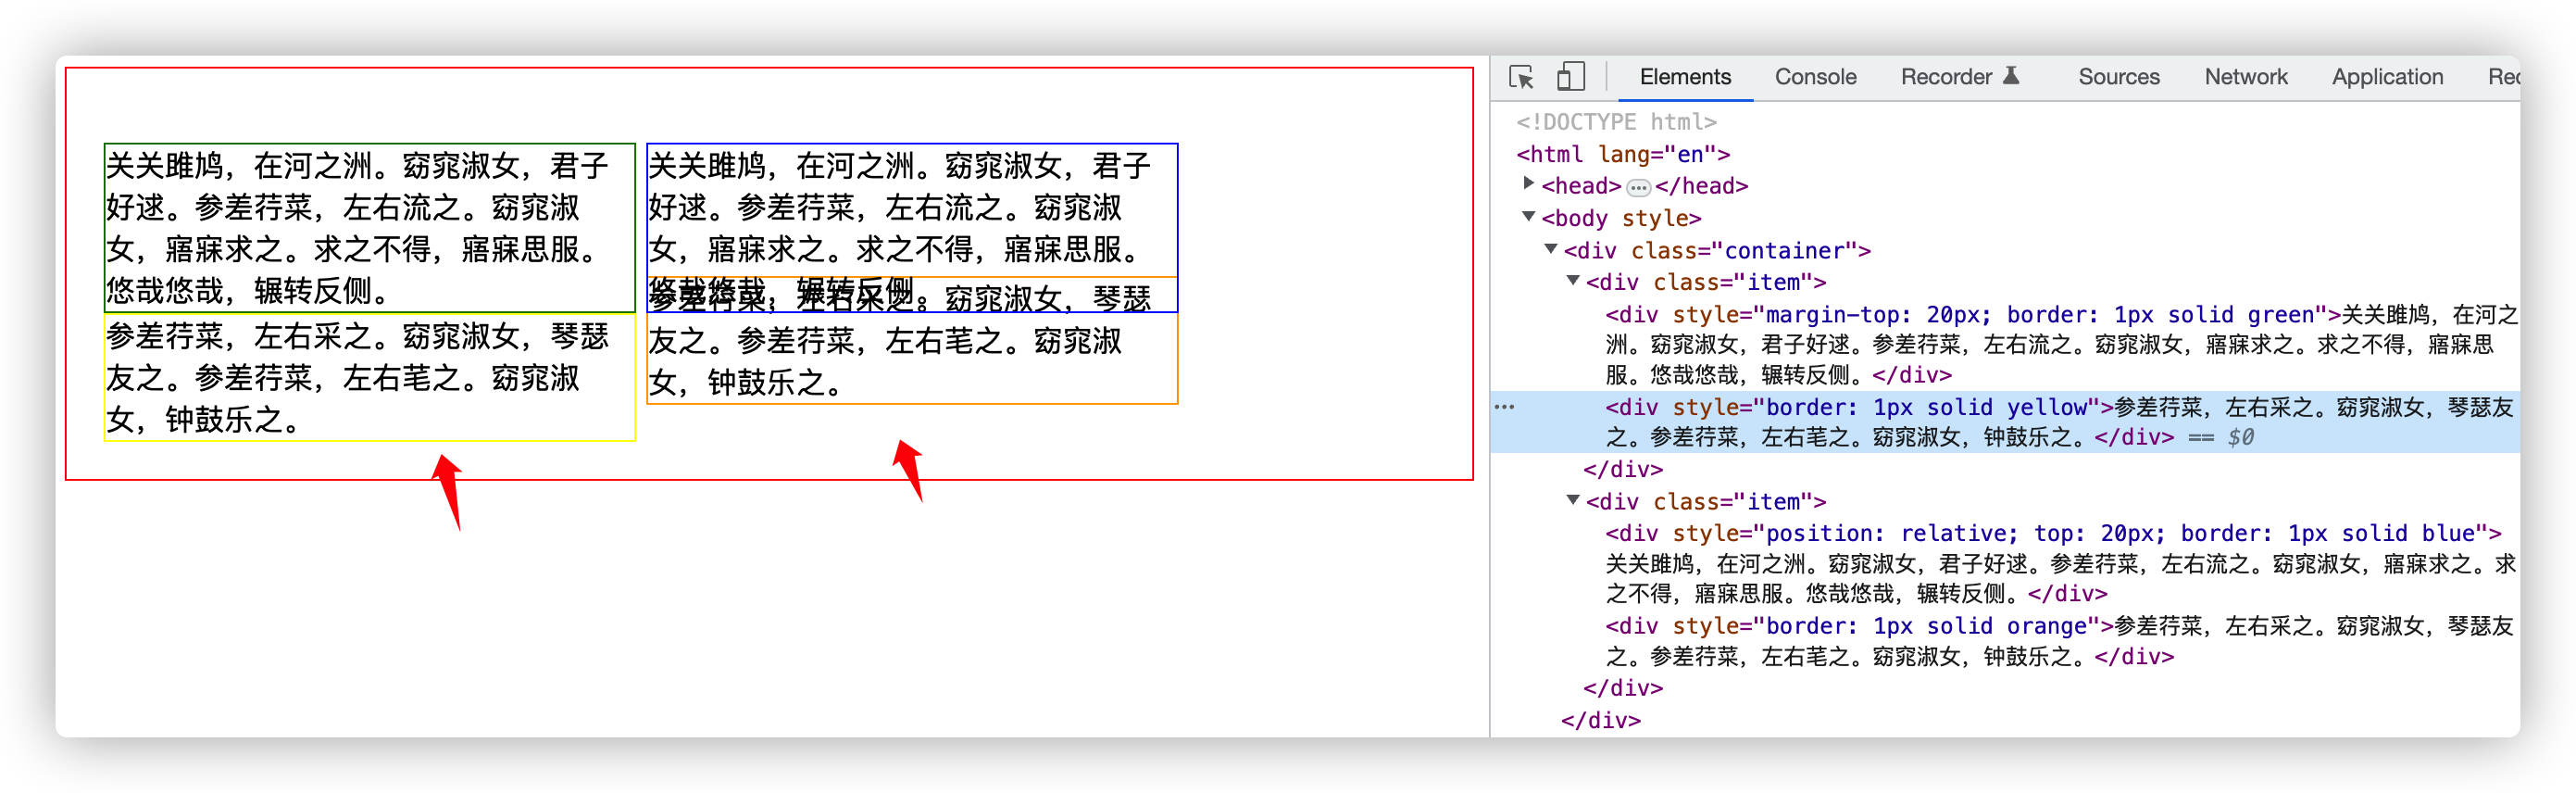 关关雎鸠，在河之洲。窈窕淑女，君子
好逑。参差荇菜，左右流之。窈窕淑
女，寤寐求之。求之不得，寤寐思服。
悠哉悠哉，辗转反侧。
参差荇菜，左右采之。窈窕淑女，琴瑟
友之。参差荇菜，左右芼之。窈窕淑
女，钟鼓乐之。
关关雎鸠，在河之洲。窈窕淑女，君子
好逑。参差荇菜，左右流之。窈窕淑
女，寤寐求之。求之不得，寤寐思服。
悠哉悠哉，辗转反侧。
参差荇菜，左右采之。窈窕淑女，琴瑟
友之。参差荇菜，左右芼之。窈窕淑
女，钟鼓乐之。
Elements Console Recorder Sources Network Application Rec
<!DOCTYPE html>
<html lang="en">
<head>…</head>
<body style>
<div class="container">
<div class="item">
<div style="margin-top: 20px; border: 1px solid green">关关雎鸠，在河之
洲。窈窕淑女，君子好逑。参差荇菜，左右流之。窈窕淑女，寤寐求之。求之不得，寤寐思
服。悠哉悠哉，辗转反侧。</div>
<div style="border: 1px solid yellow">参差荇菜，左右采之。窈窕淑女，琴瑟友
之。参差荇菜，左右芼之。窈窕淑女，钟鼓乐之。</div> == $0
</div>
<div class="item">
<div style="position: relative; top: 20px; border: 1px solid blue">
关关雎鸠，在河之洲。窈窕淑女，君子好逑。参差荇菜，左右流之。窈窕淑女，寤寐求之。求
之不得，寤寐思服。悠哉悠哉，辗转反侧。</div>
<div style="border: 1px solid orange">参差荇菜，左右采之。窈窕淑女，琴瑟友
之。参差荇菜，左右芼之。窈窕淑女，钟鼓乐之。</div>
</div>
</div>